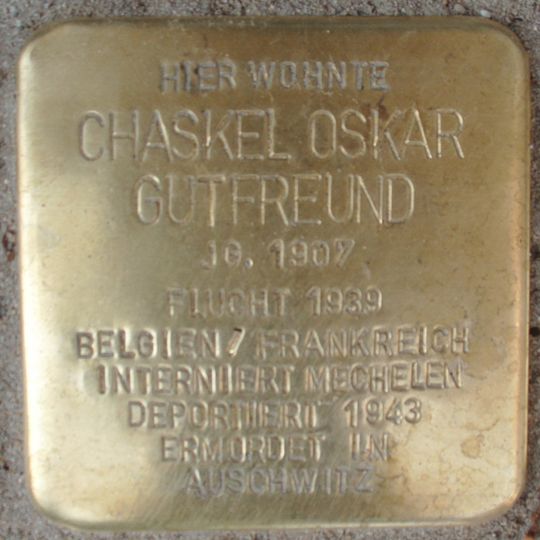 HIER WOHNTE
CHASKEL OSKAR
GUTFREUND
JG. 1907
FLUCHT 1939
BELGIEN / FRANKREICH
INTERNIERT MECHELEN
DEPORTIERT 1943
ERMORDET IN
AUSCHWITZ